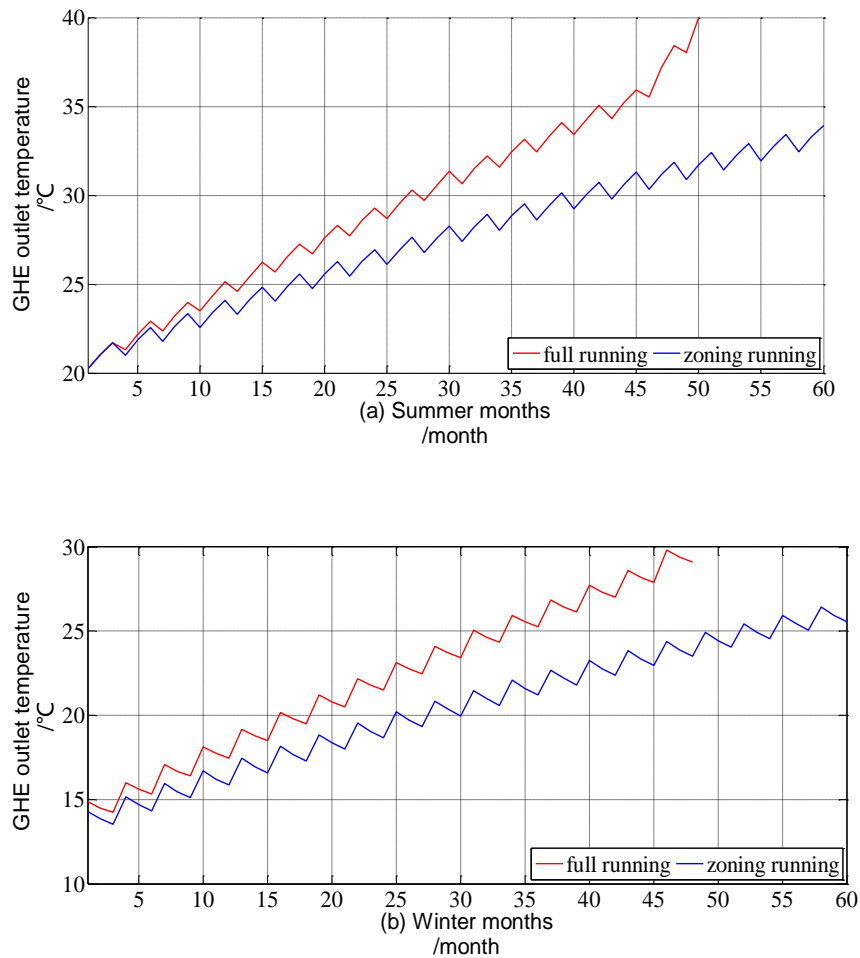 40
35
30
25
20
GHE outlet temperature
/℃
5 10 15 20 25 30 35 40 45 50 55 60
full running zoning running
(a) Summer months
/month
30
25
20
15
10
GHE outlet temperature
/℃
5 10 15 20 25 30 35 40 45 50 55 60
full running zoning running
(b) Winter months
/month